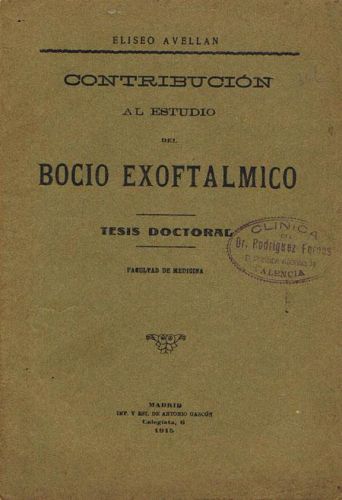 ELISEO AVELLAN
CONTRIBUCIÓN
AL ESTUDIO
DEL
BOCIO EXOFTALMICO
TESIS DOCTORAL
FACULTAD DE MEDICINA
CLINICA
DEL
Dr. Rodriguez Fornos
VALENCIA
MADRID
IMP. Y ENC. DE ANTONIO GASCÓN
Colegiata, 6
1915